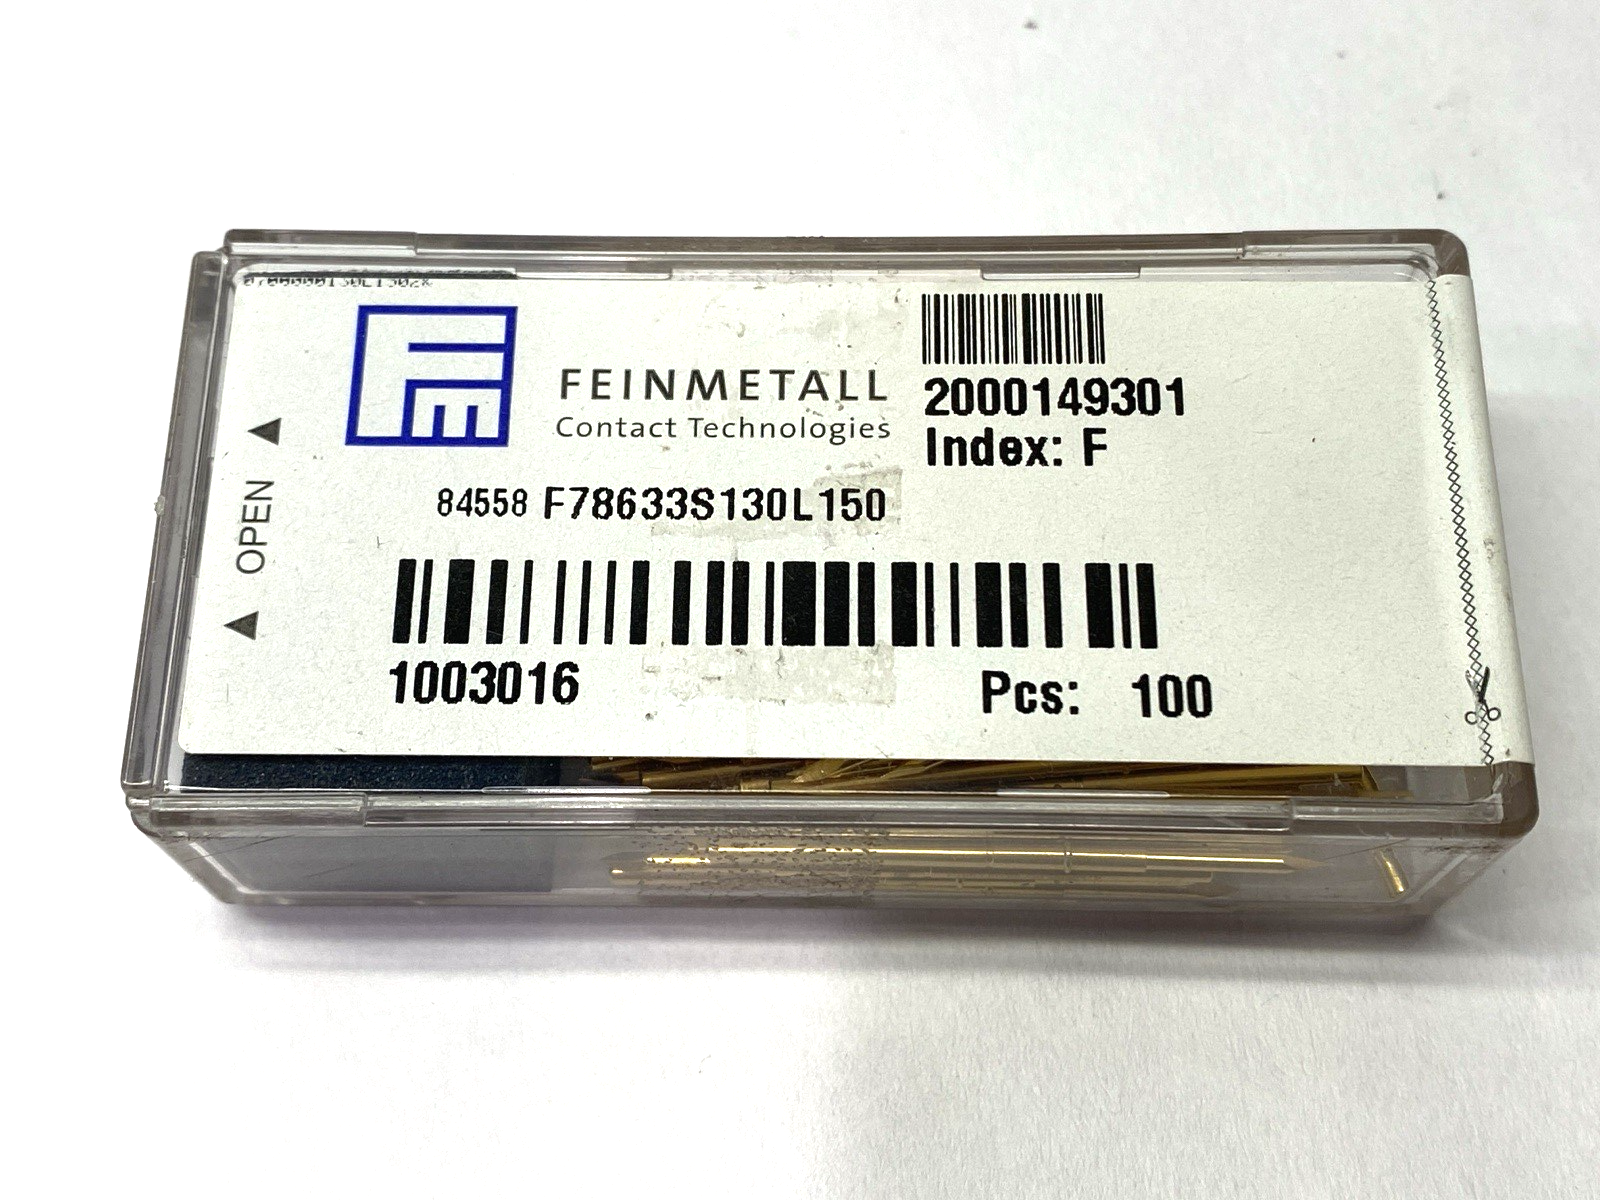 FEINMETALL
Contact Technologies
2000149301
Index: F
84558 F78633S130L150
1003016
Pcs: 100
OPEN